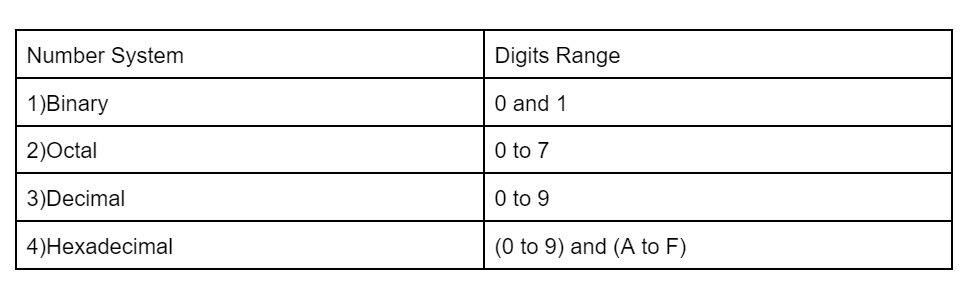 Number System Digits Range
1)Binary 0 and 1
2)Octal 0 to 7
3)Decimal 0 to 9
4)Hexadecimal (0 to 9) and (A to F)